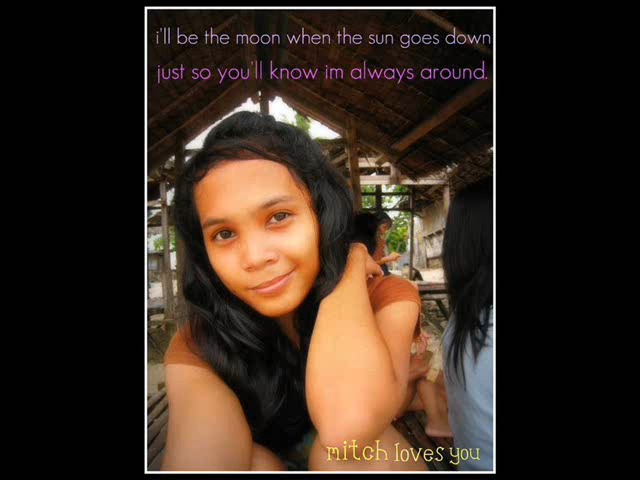 i'll be the moon when the sun goes down
just so you'll know im always around.
mitch loves you